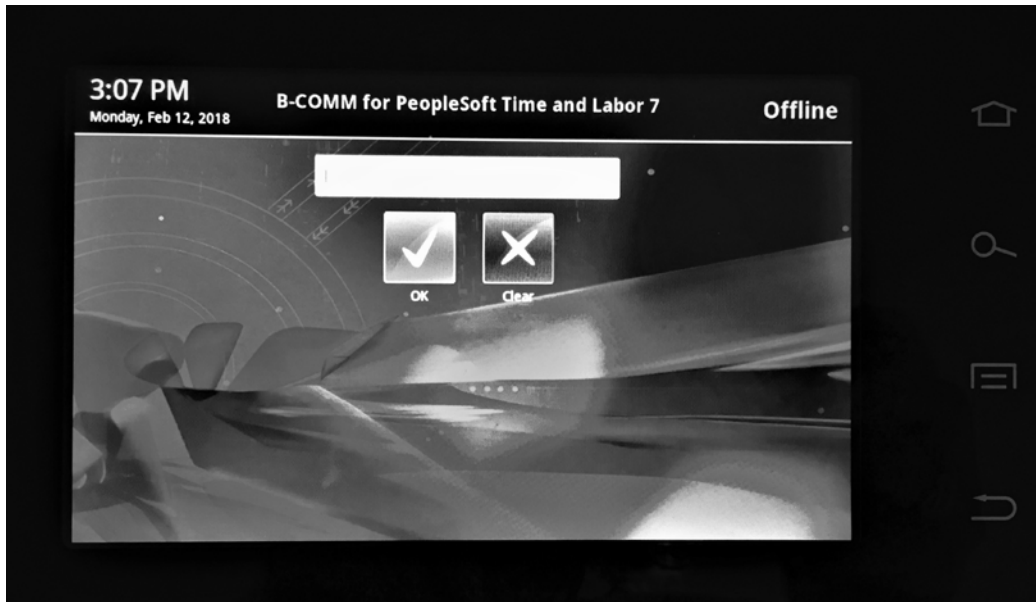 3:07 PM
Monday, Feb 12, 2018
B-COMM for PeopleSoft Time and Labor 7
Offline
OK
Clear